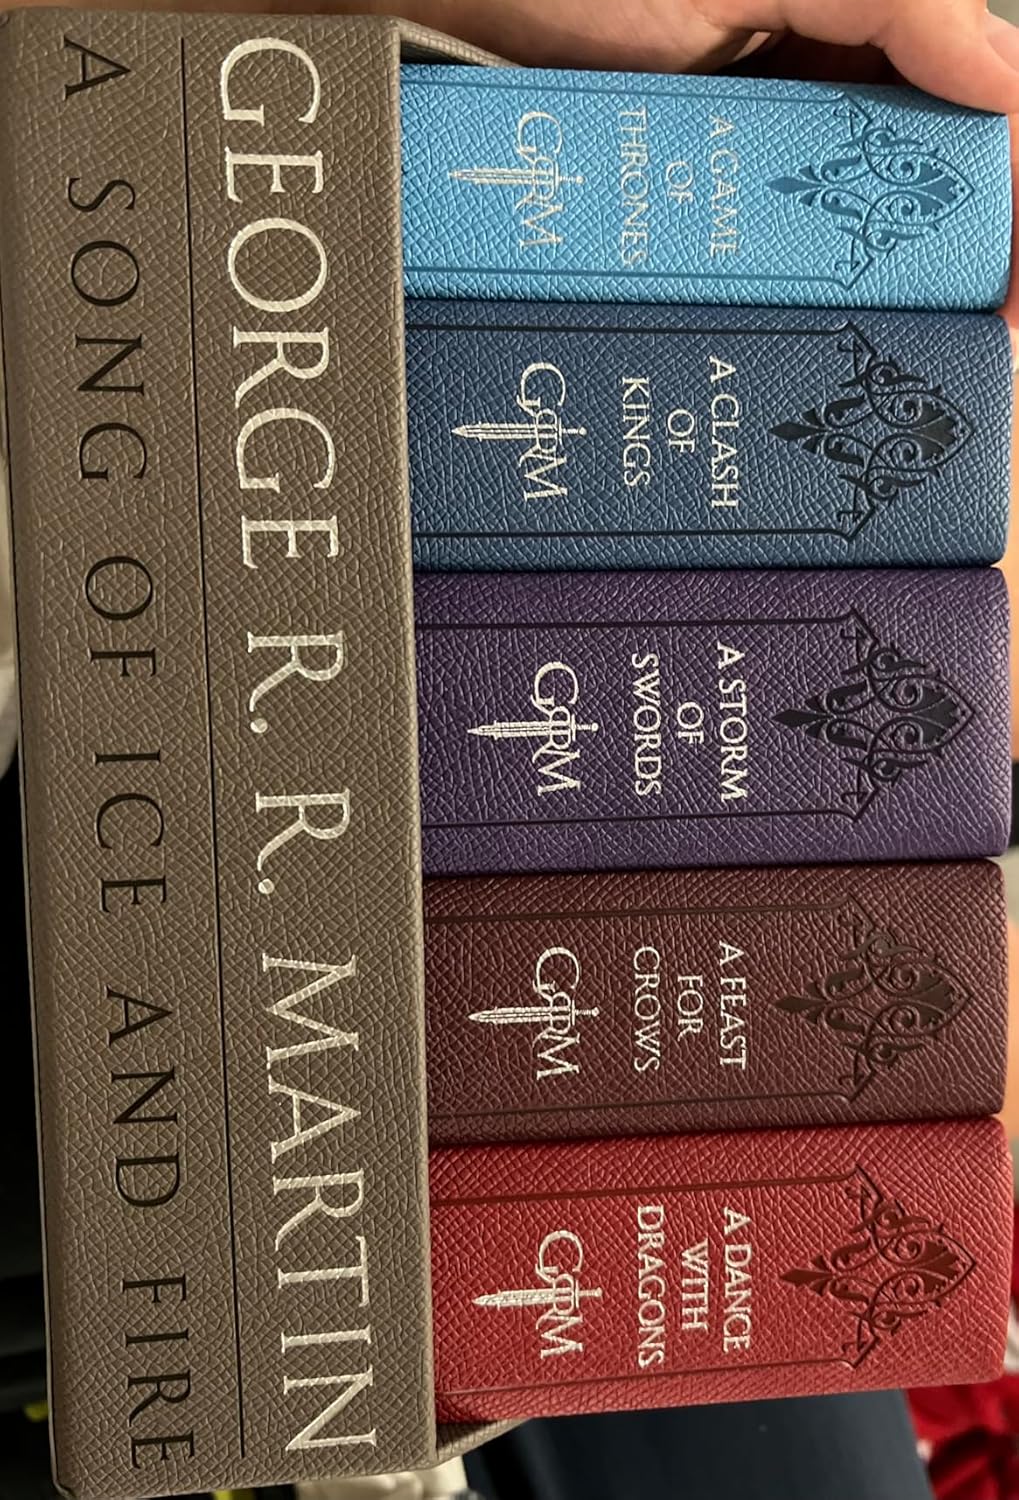 GEORGE R. R. MARTIN
A SONG OF ICE AND FIRE
A GAME
OF
THRONES
GRRM
A CLASH
OF
KINGS
GRRM
A STORM
OF
SWORDS
GRRM
A FEAST
FOR
CROWS
GRRM
A DANCE
WITH
DRAGONS
GRRM